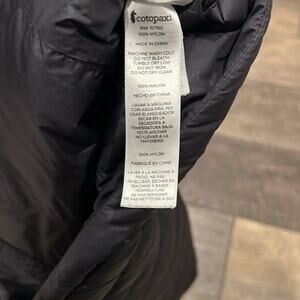 cotopaxi
RN# 157160
100% NYLON
MADE IN CHINA
MACHINE WASH COLD
DO NOT BLEACH
TUMBLE DRY LOW
DO NOT IRON
DO NOT DRY CLEAN
100% NAILON
HECHO EN CHINA
LAVAR A MÁQUINA
CON AGUA FRÍA, NO
USAR BLANQUEADOR
SECAR EN LA
SECADORA A
TEMPERATURA BAJA
NO PLANCHAR
NO LLEVAR A LA
TINTORERÍA
100% NYLON
FABRIQUÉ EN CHINE
LAVER À LA MACHINE
À FROID, NE PAS
JAVELLISER, SÉCHER EN
MACHINE À BASSE
TEMPÉRATURE
NE PAS REPASSER
NE PAS NETTOYER À SEC